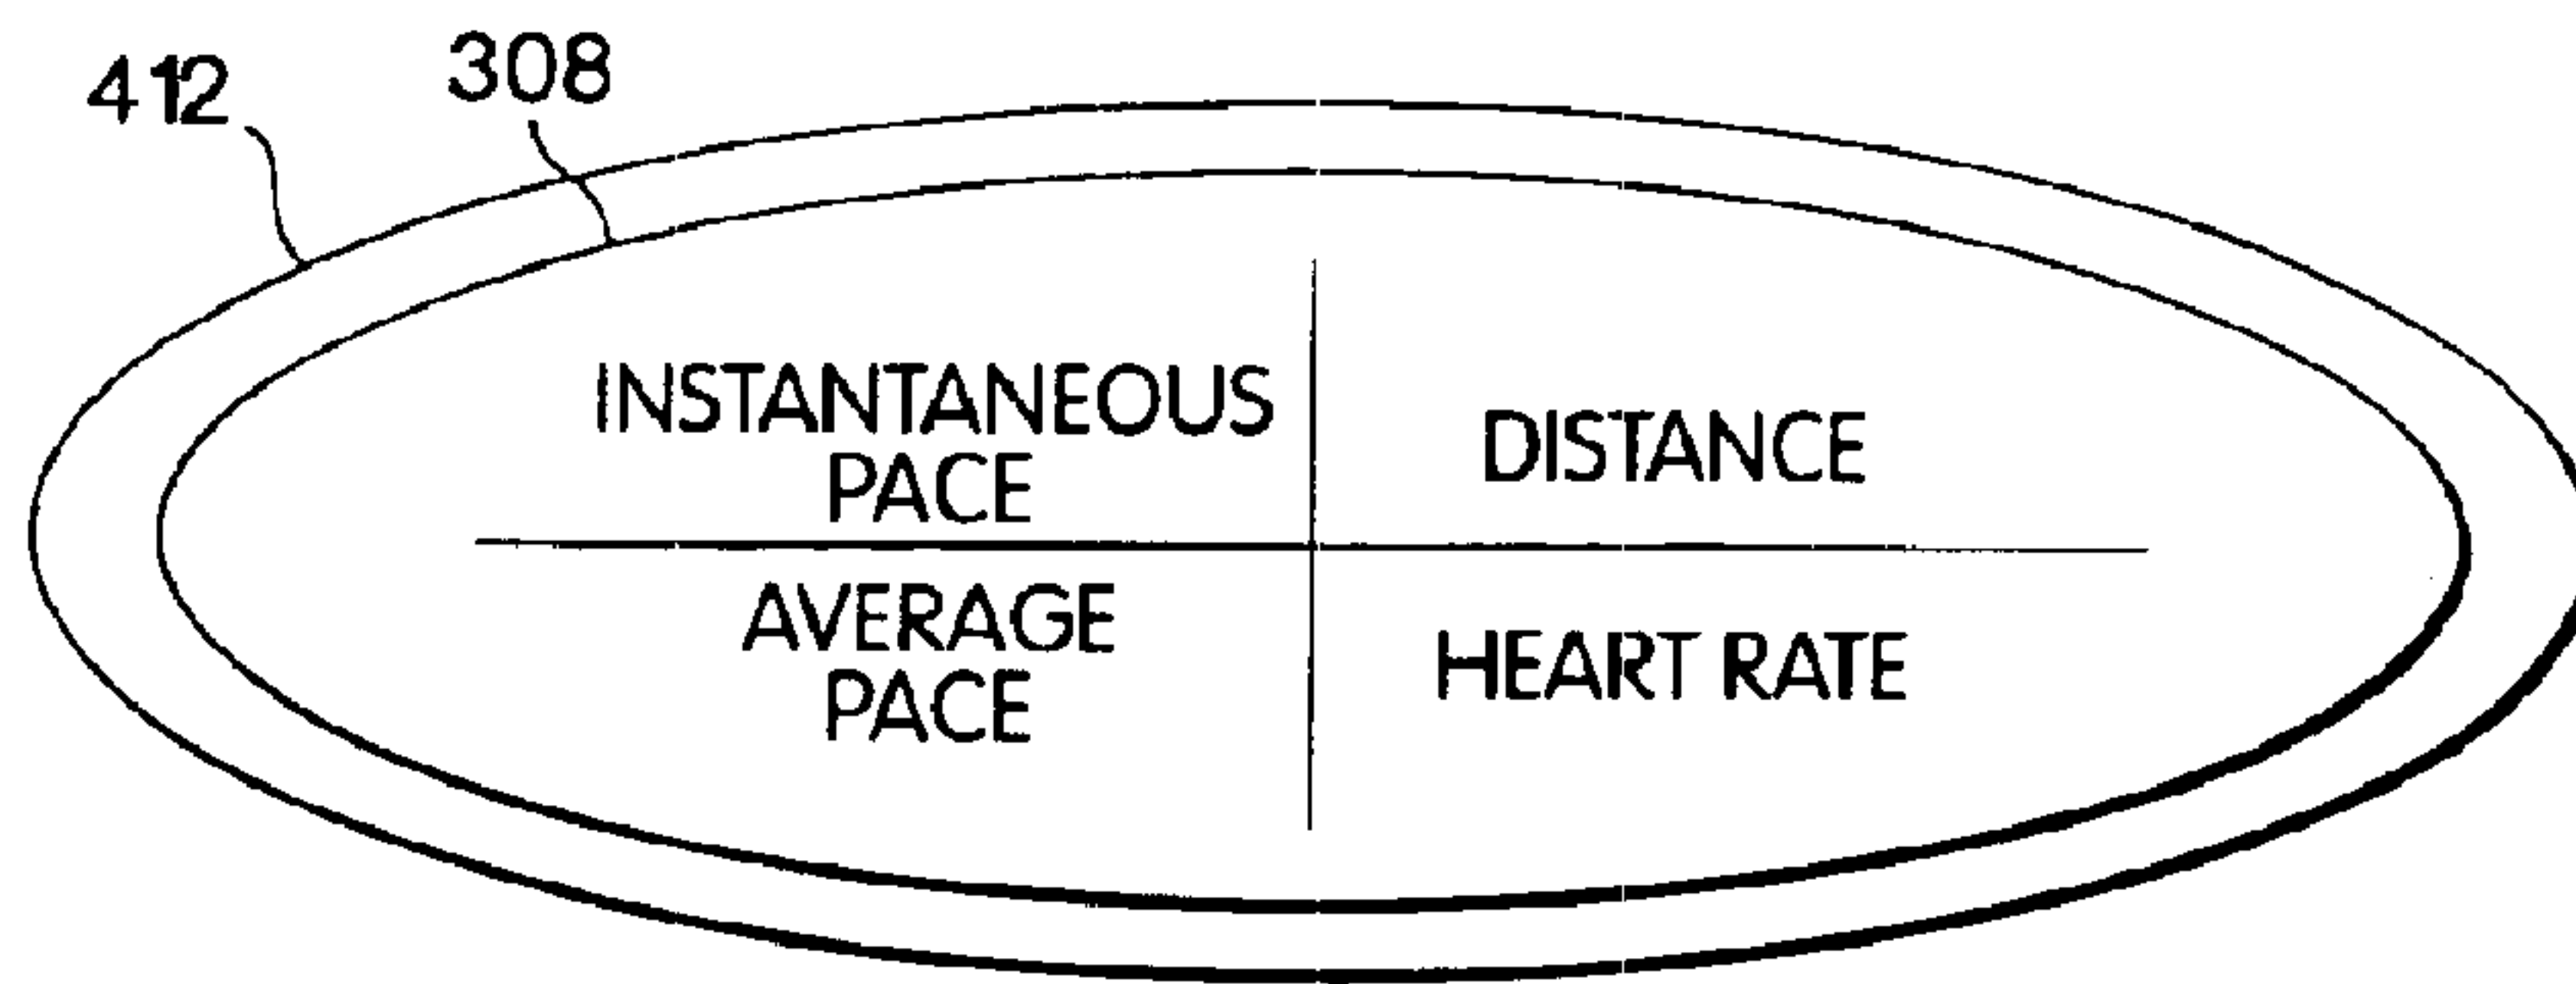 412
308
INSTANTANEOUS
PACE
DISTANCE
AVERAGE
PACE
HEART RATE